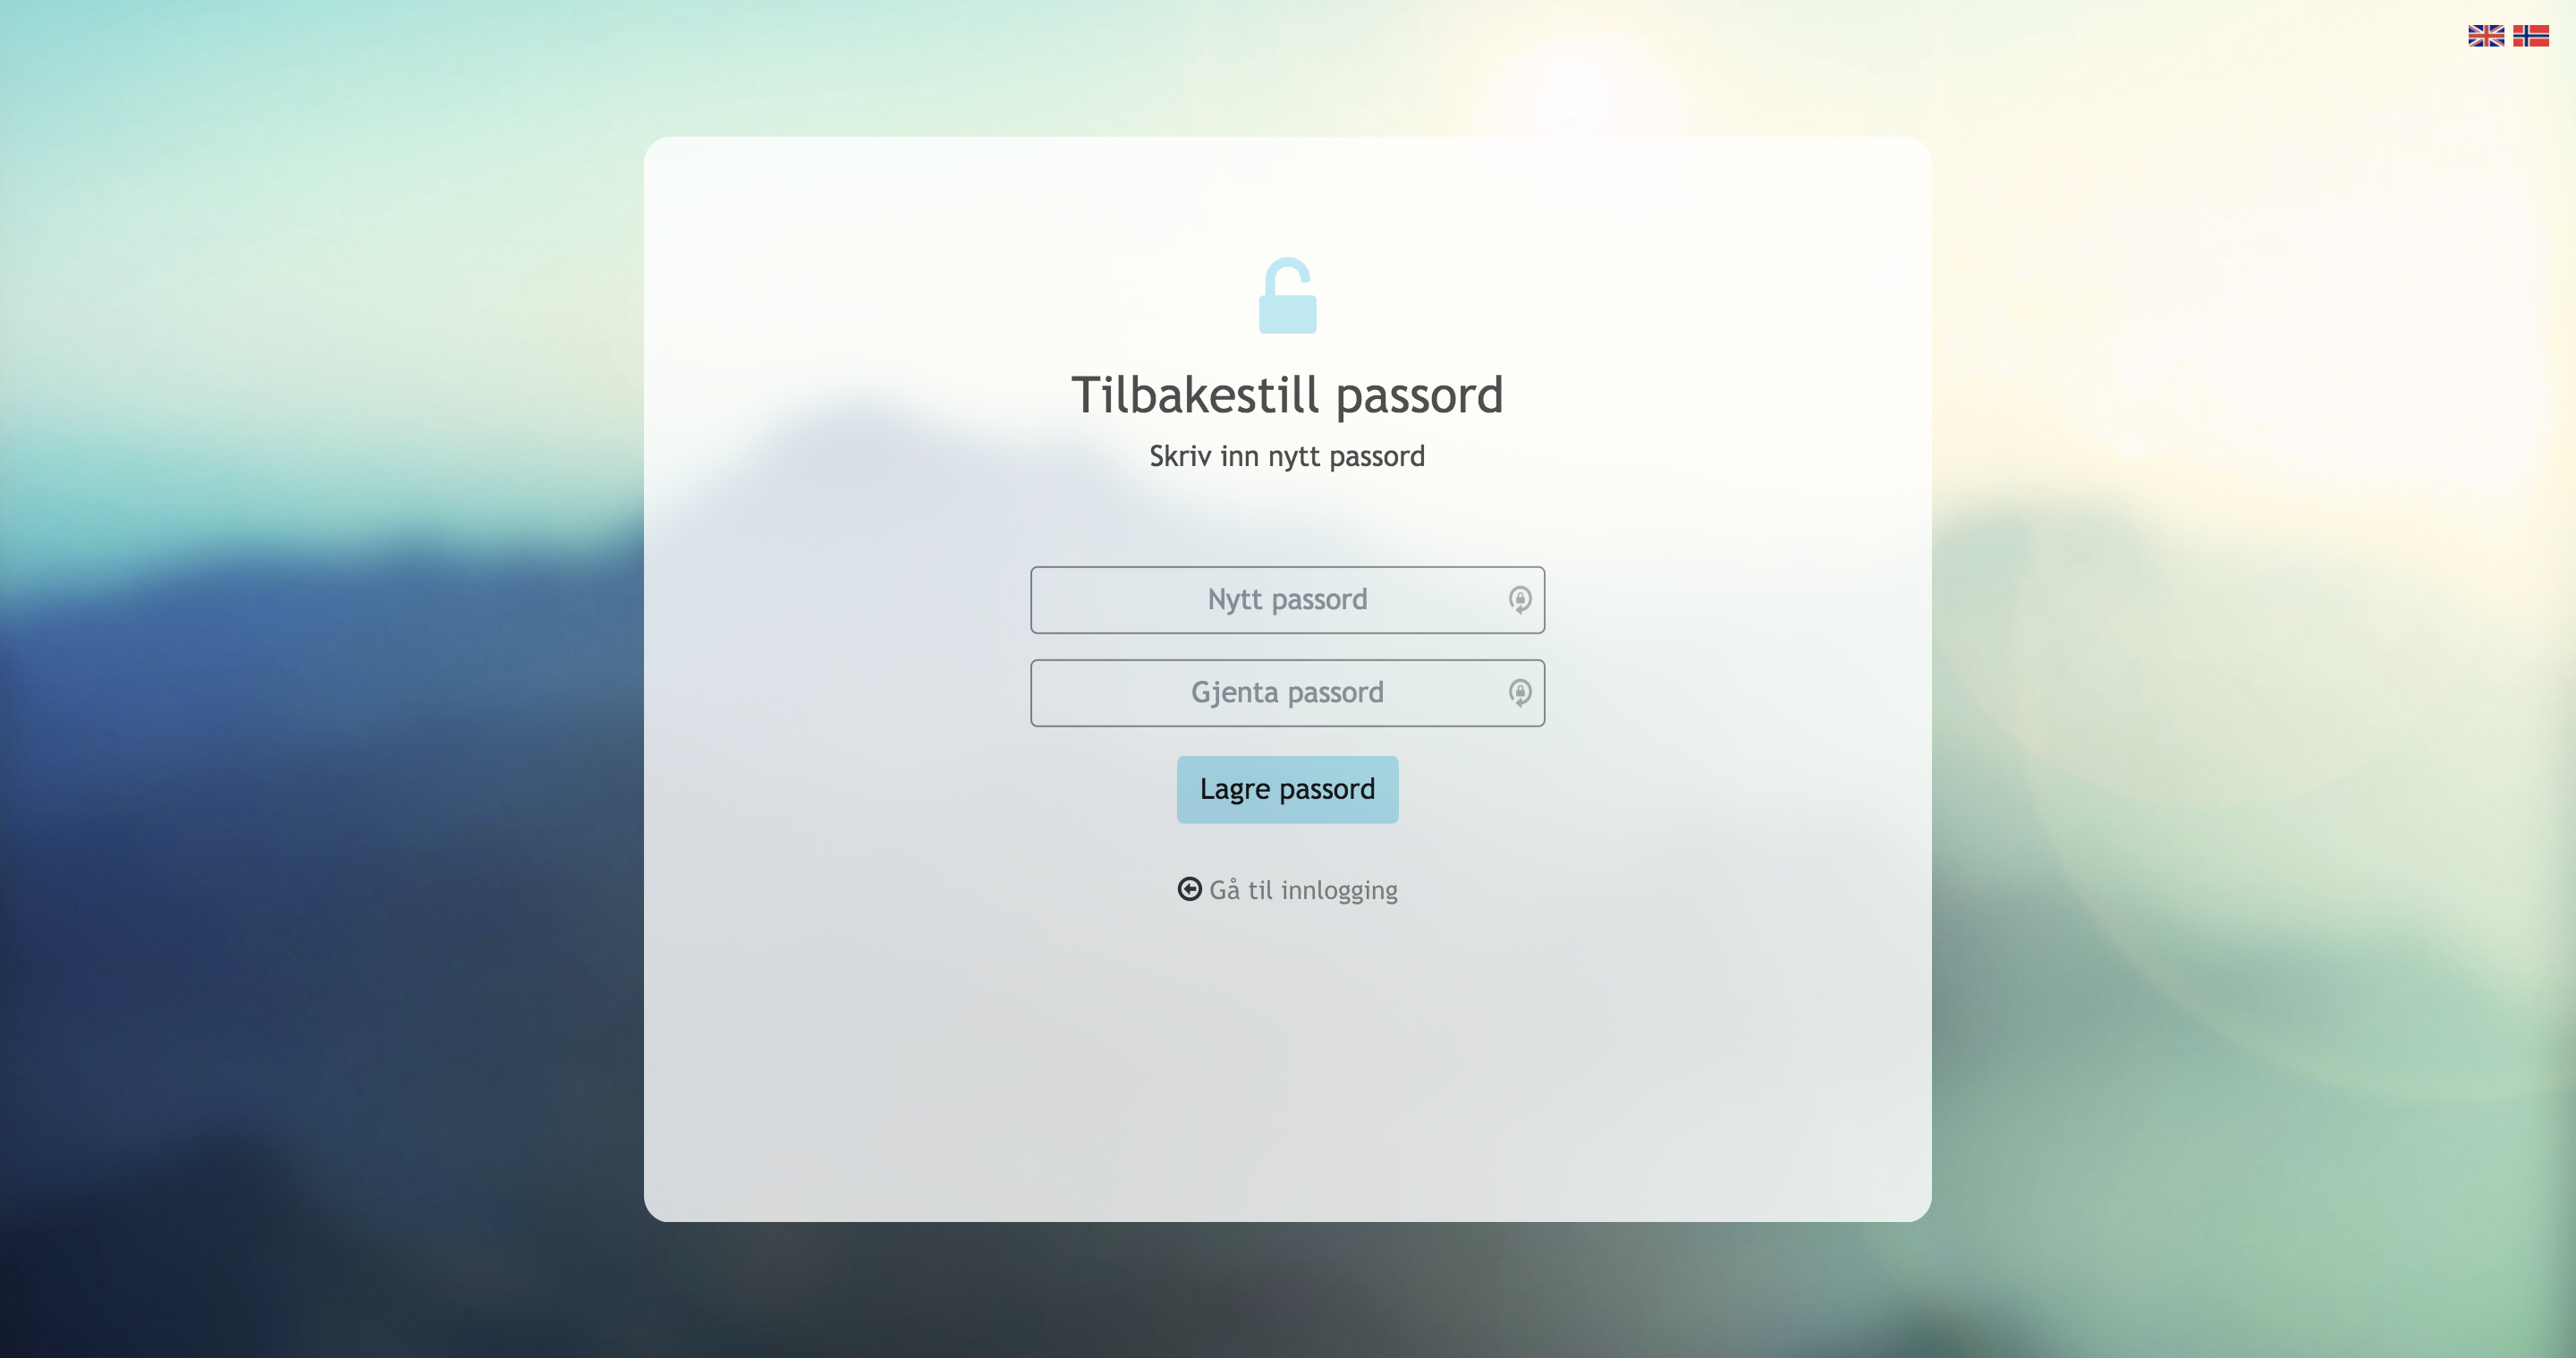 Tilbakestill passord
Skriv inn nytt passord
Nytt passord
Gjenta passord
Lagre passord
Gå til innlogging